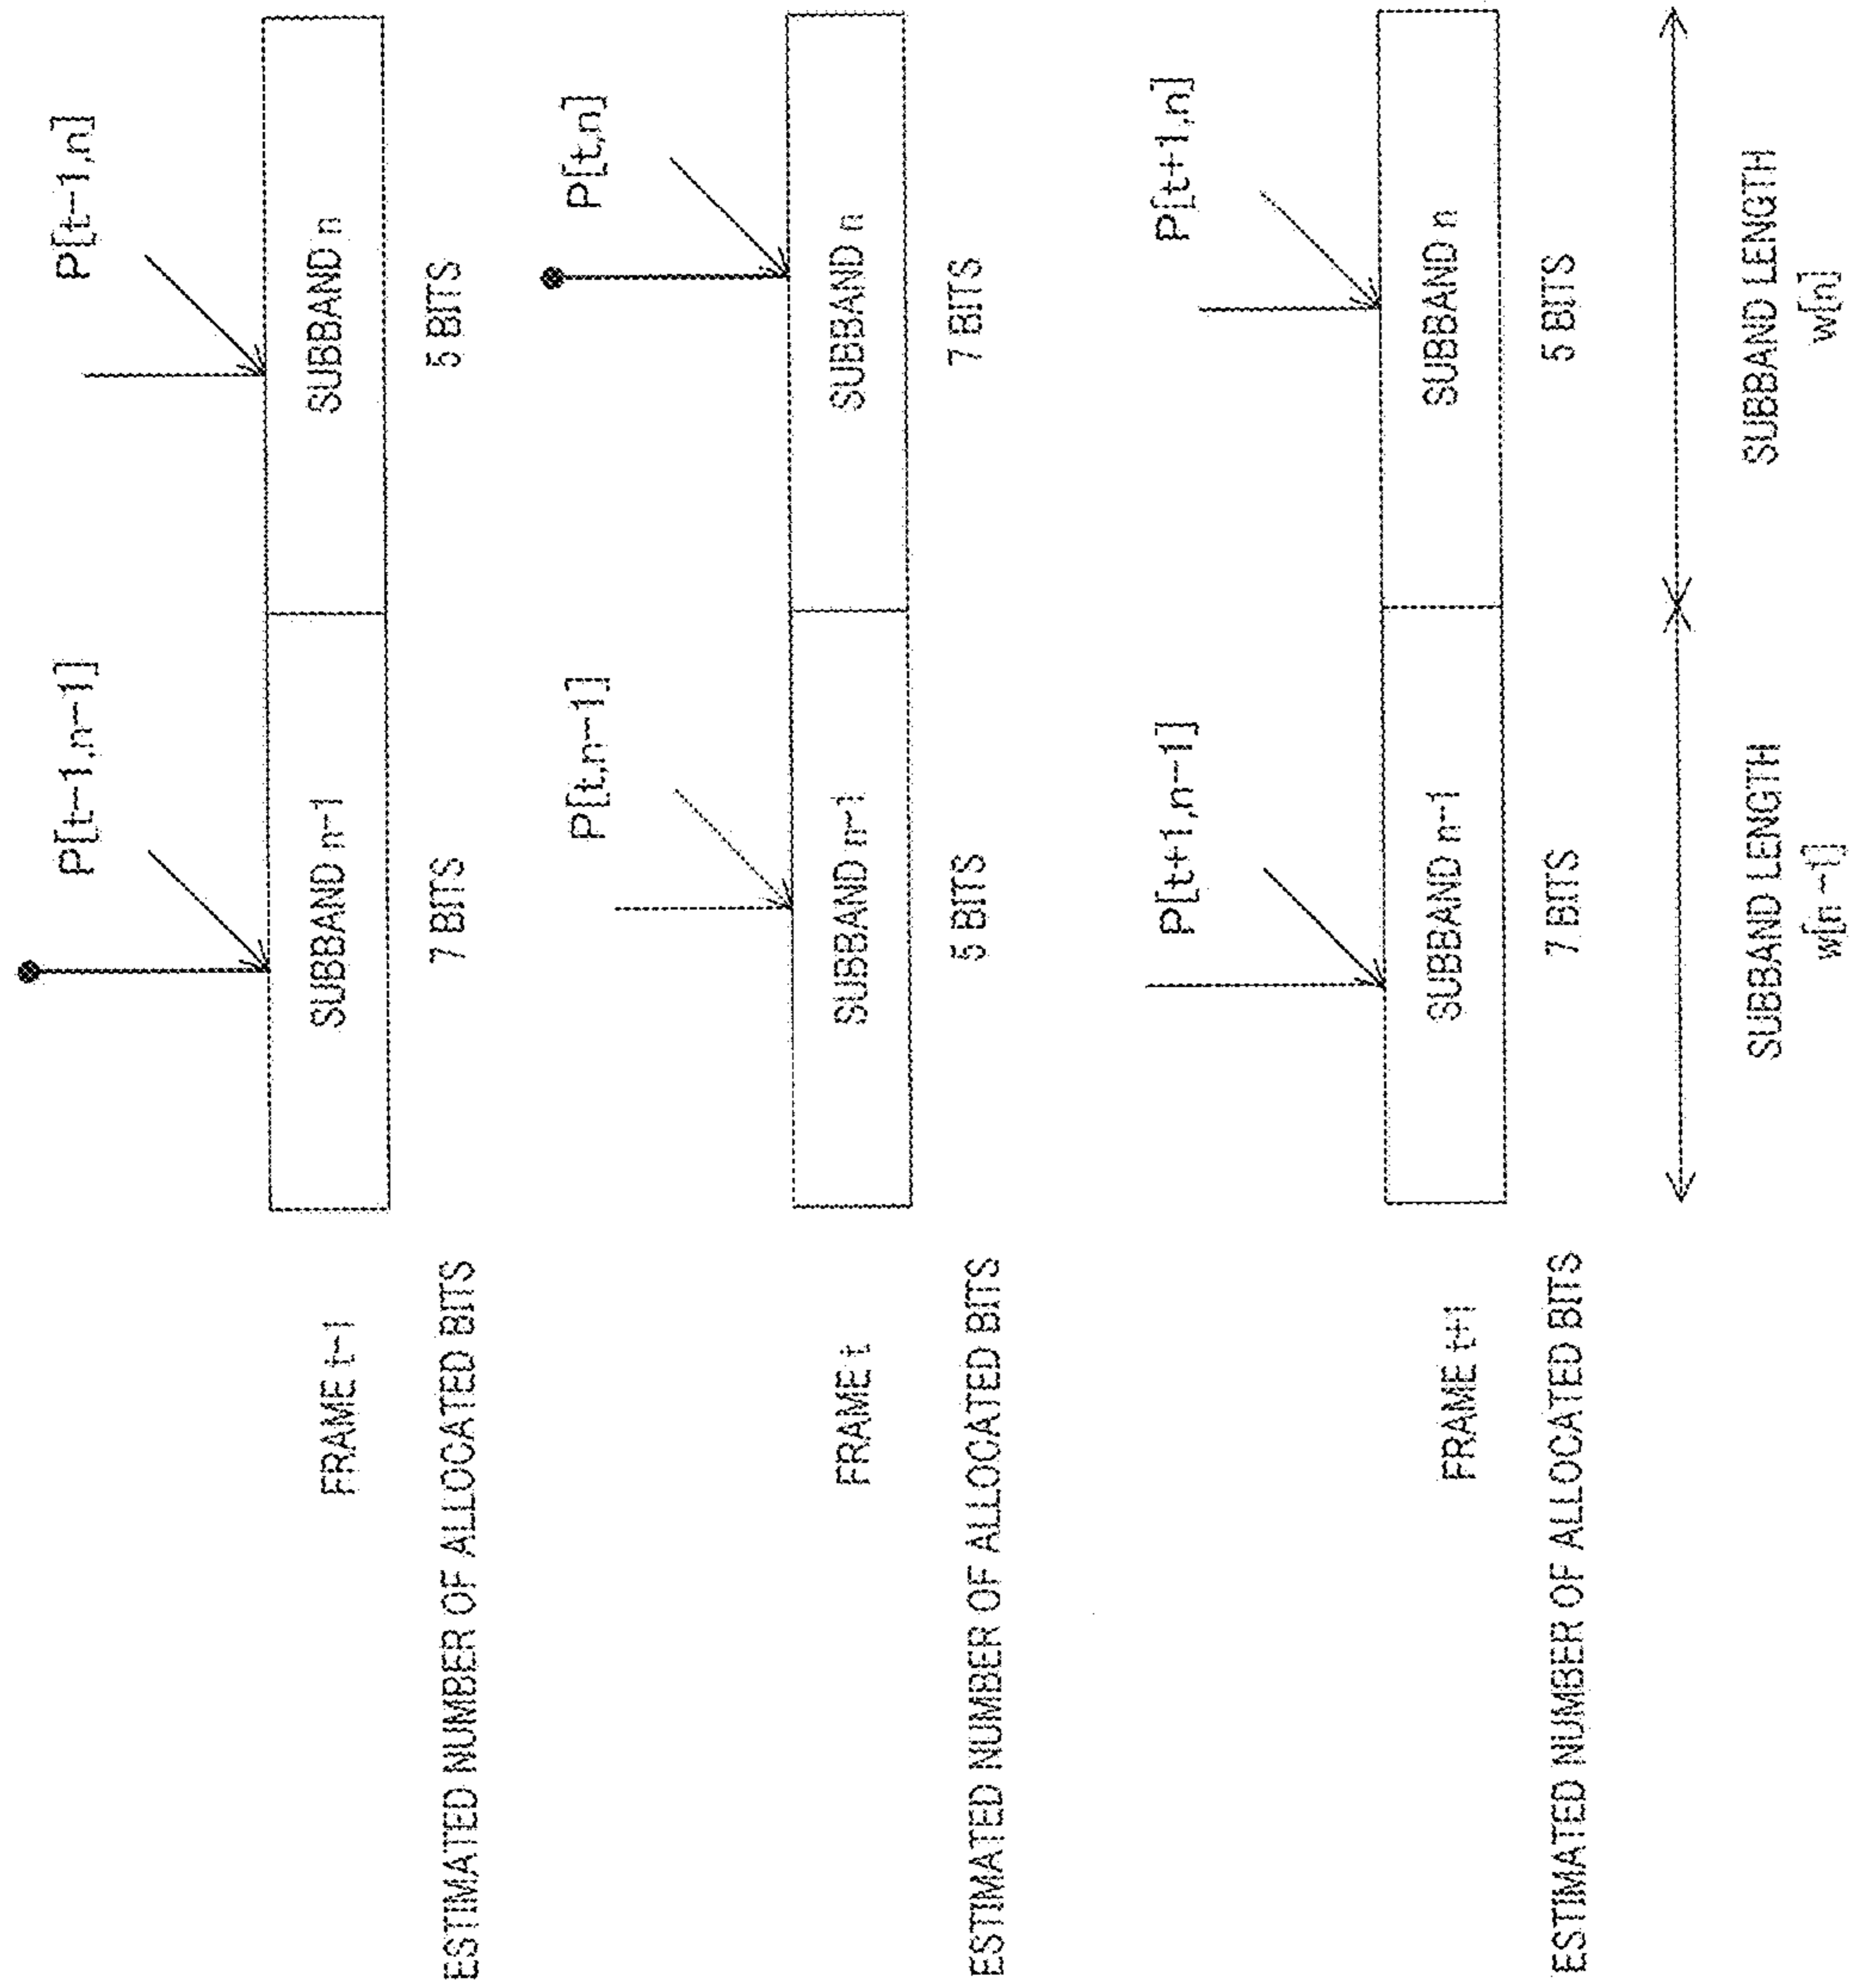 P[t-1,n-1]
P[t-1,n]
FRAME t-1
SUBBAND n-1
SUBBAND n
ESTIMATED NUMBER OF ALLOCATED BITS
7 BITS
5 BITS
P[t,n-1]
P[t,n]
FRAME t
SUBBAND n-1
SUBBAND n
ESTIMATED NUMBER OF ALLOCATED BITS
5 BITS
7 BITS
P[t+1,n-1]
P[t+1,n]
FRAME t+1
SUBBAND n-1
SUBBAND n
ESTIMATED NUMBER OF ALLOCATED BITS
7 BITS
5 BITS
SUBBAND LENGTH
w[n-1]
SUBBAND LENGTH
w[n]